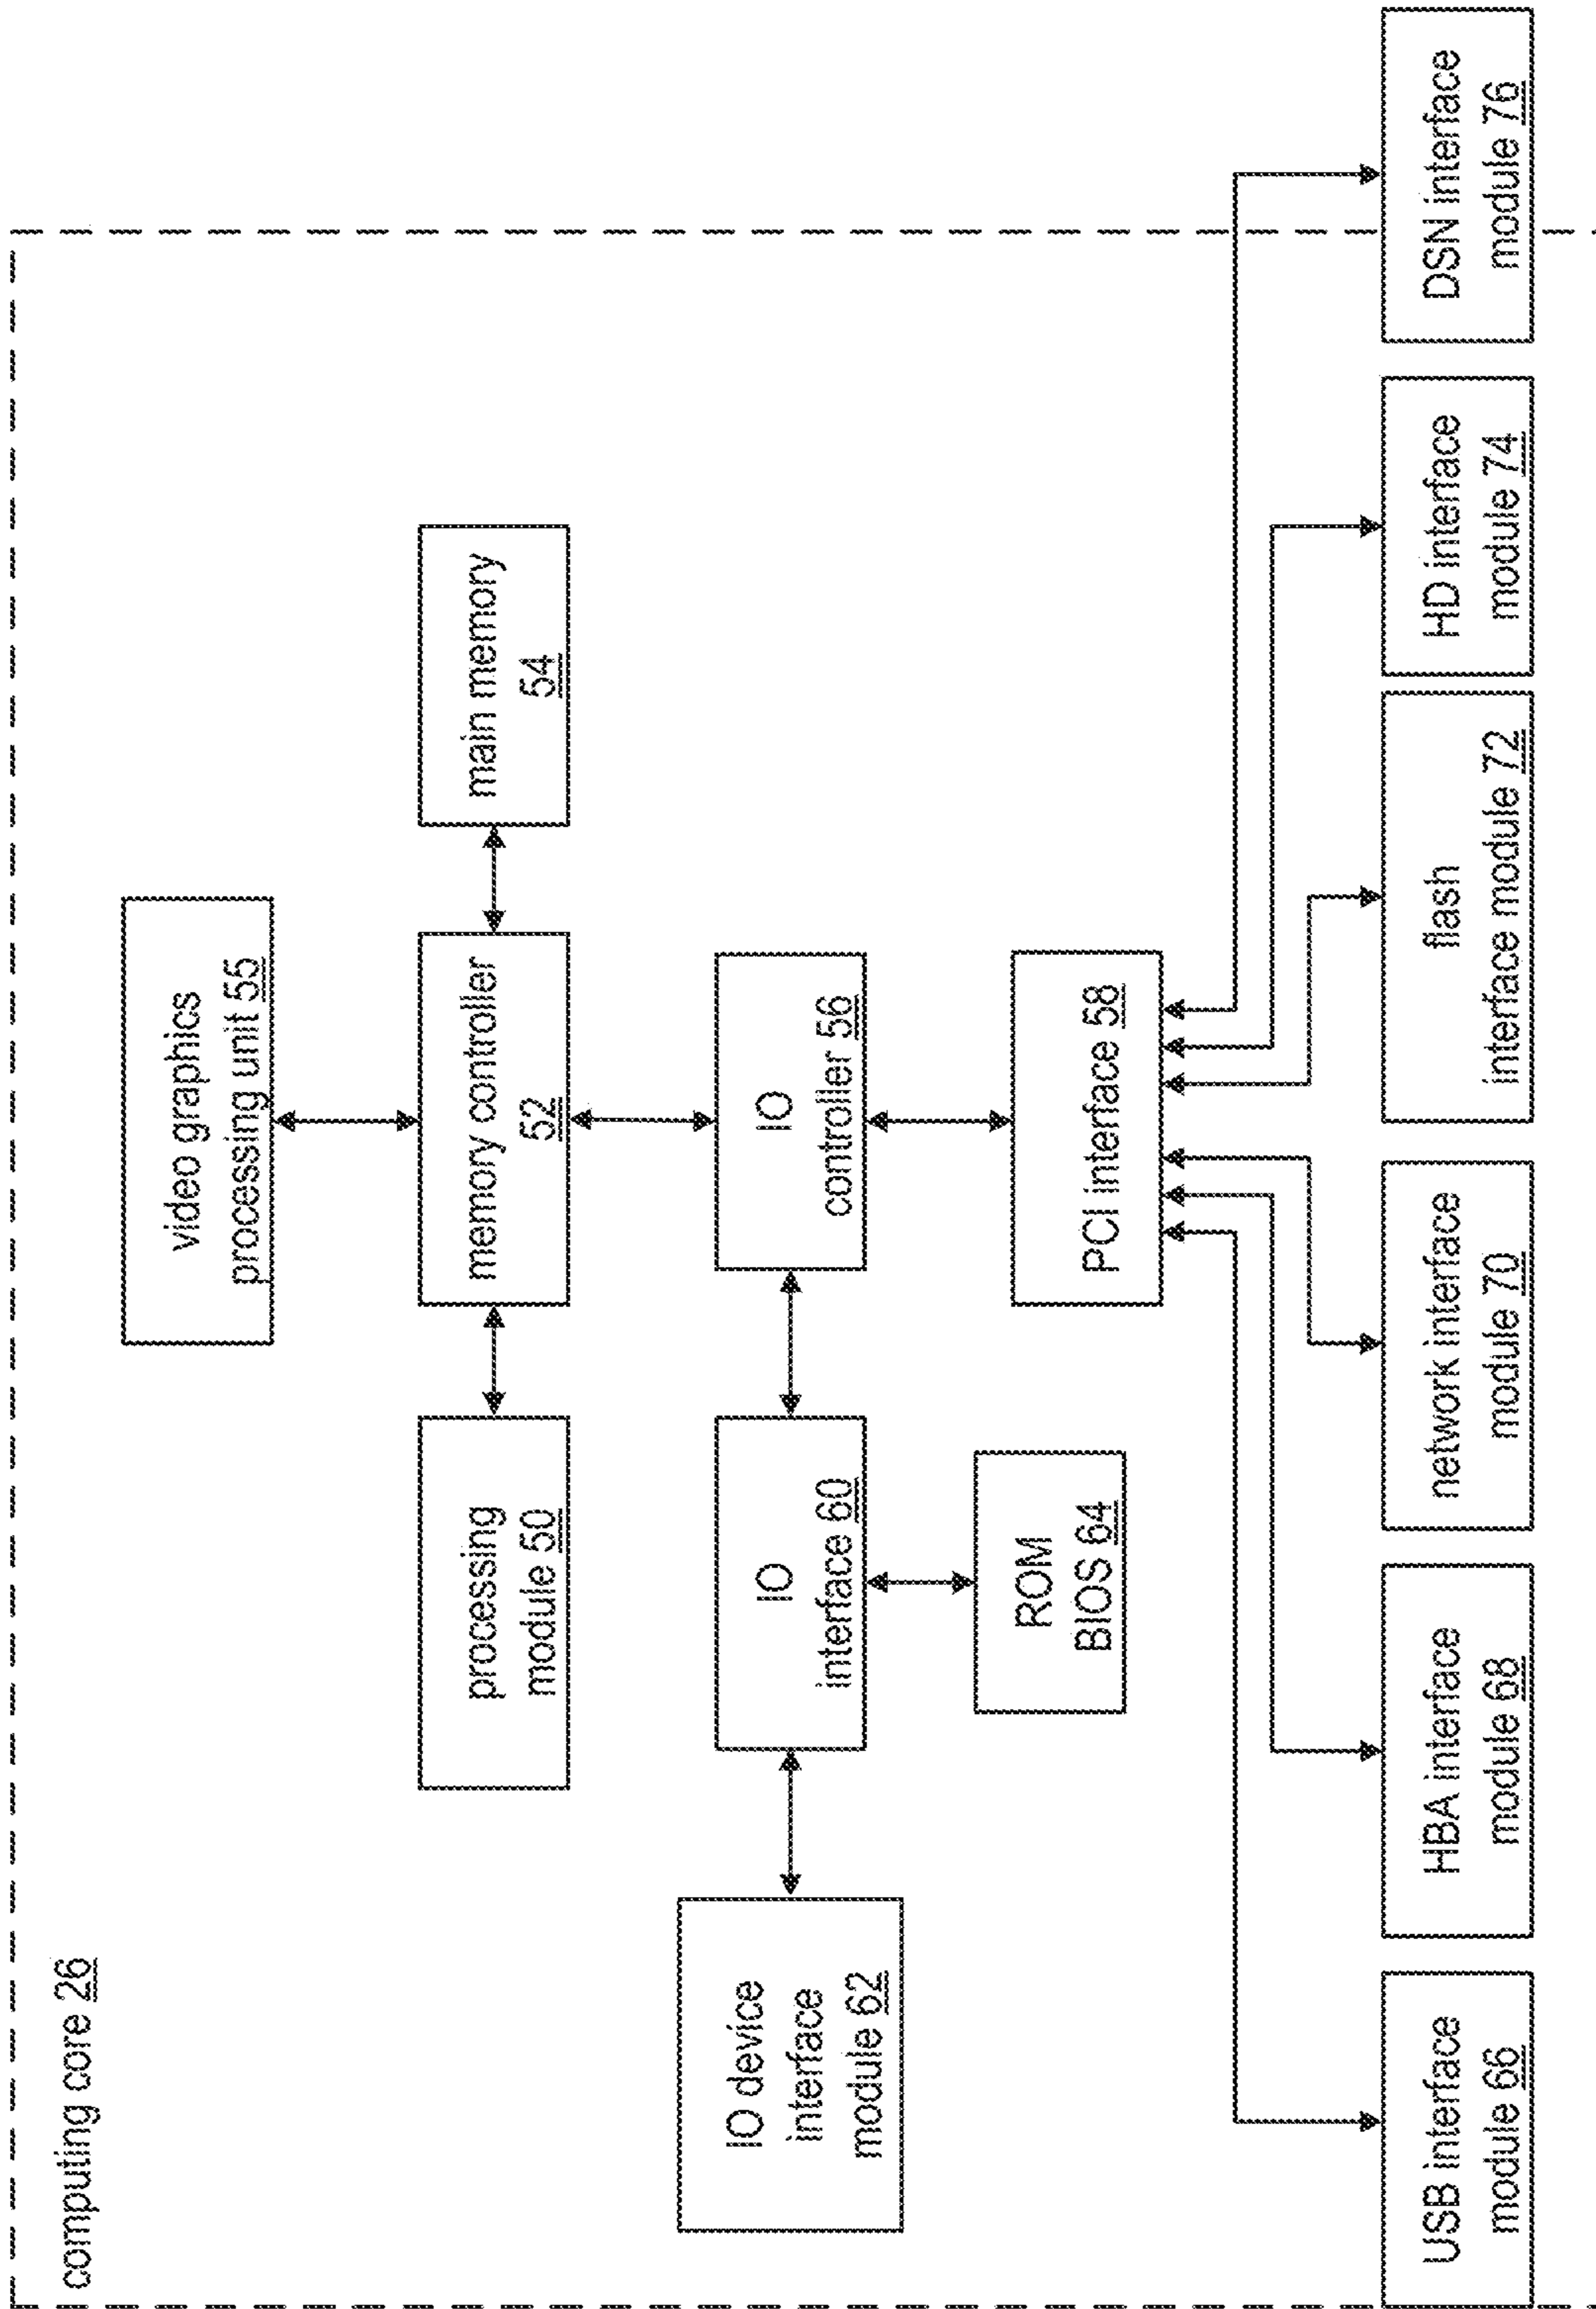 computing core 26
video graphics
processing unit 55
processing
module 50
memory controller
52
main memory
54
IO device
interface
module 62
IO
interface 60
IO
controller 56
ROM
BIOS 64
PCI interface 58
USB interface
module 66
HBA interface
module 68
network interface
module 70
flash
interface module 72
HD interface
module 74
DSN interface
module 76